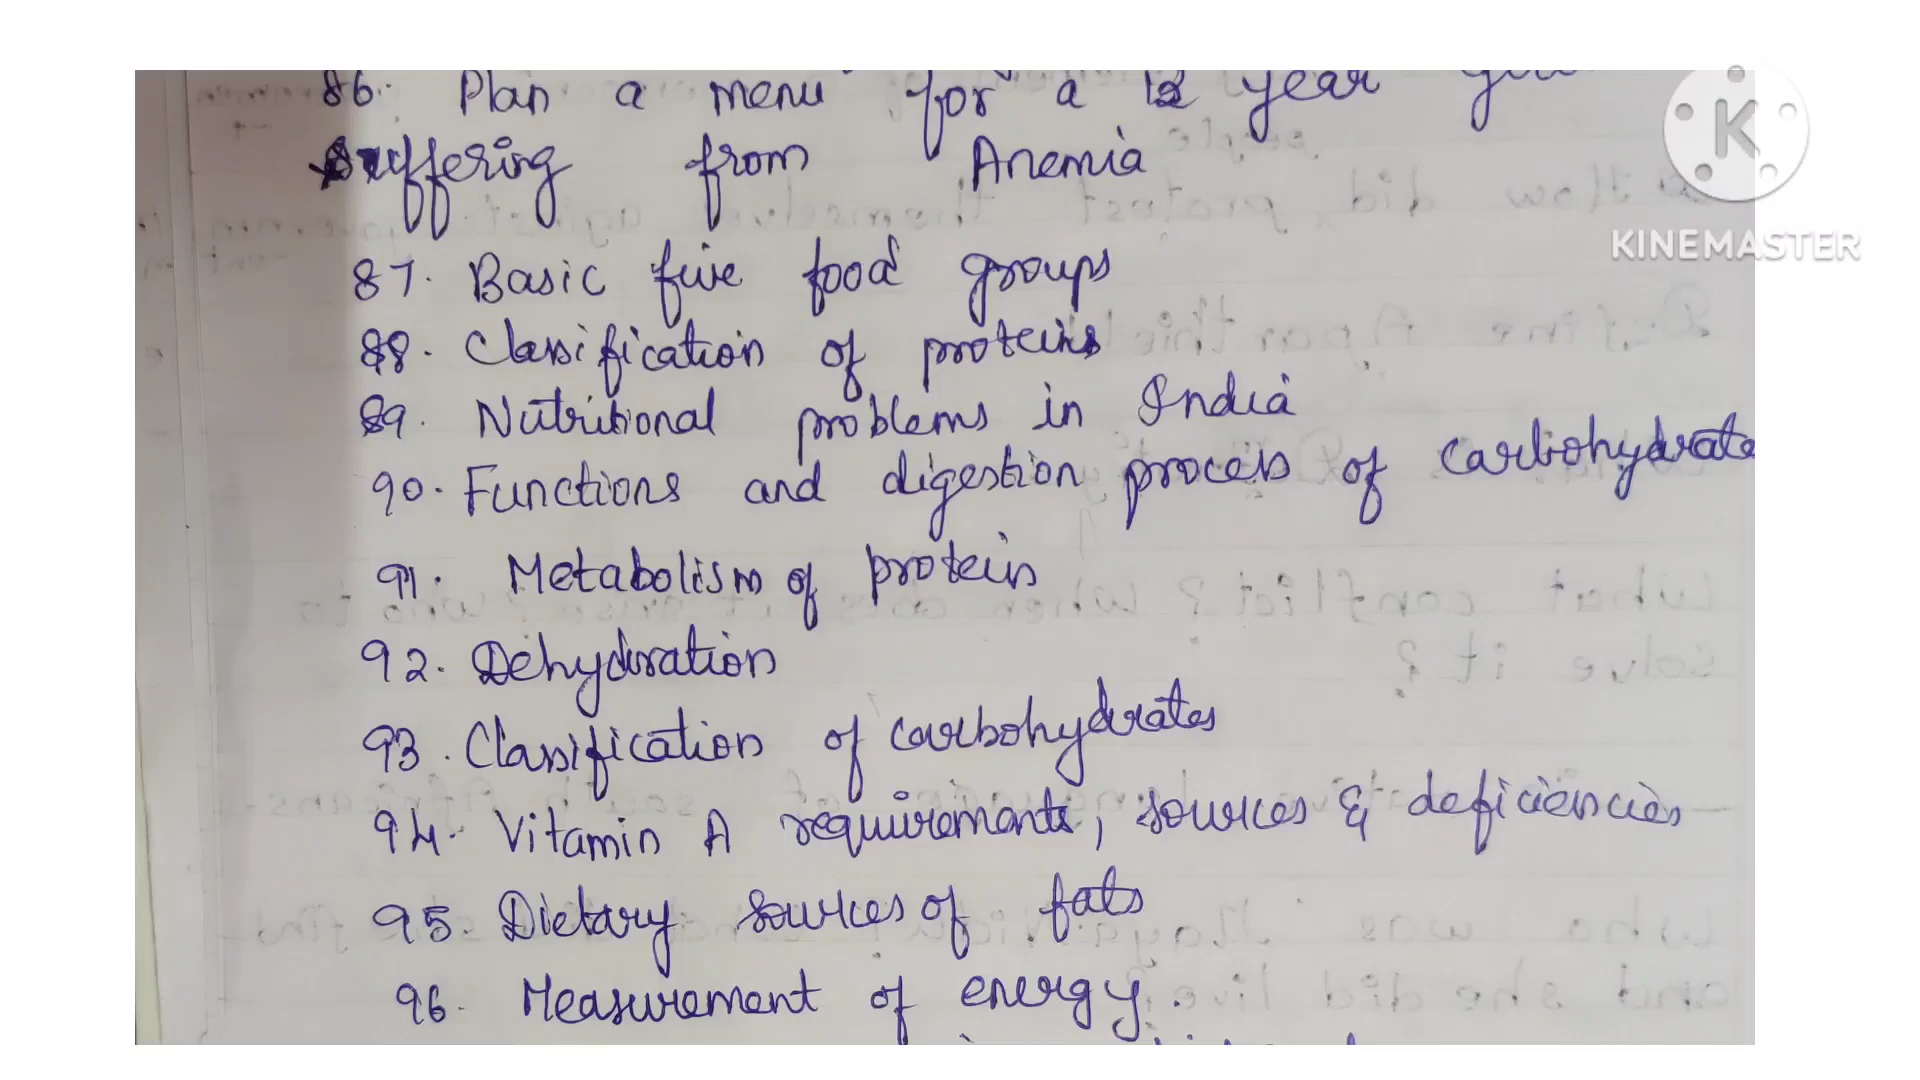 86. Plan a menu for a 12 year
Suffering from Anemia
87. Basic five food groups
88. Classification of proteins
89. Nutritional problems in India
90. Functions and digestion process of carbohydrate
91. Metabolism of protein
92. Dehydration
93. Classification of carbohydrates
94. Vitamin A requirements, sources & deficiencies
95. Dietary sources of fats
96. Measurement of energy.
K
KINEMASTER